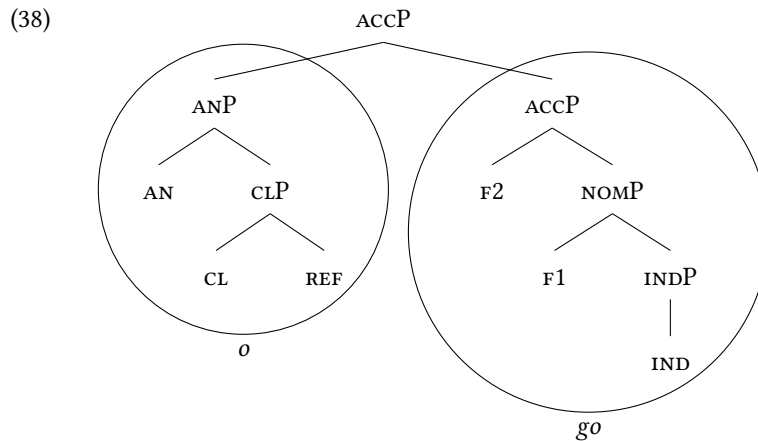 (38)
ACCP
ANP ACCP
AN CLP F2 NOMP
CL REF F1 INDP
o
IND
go